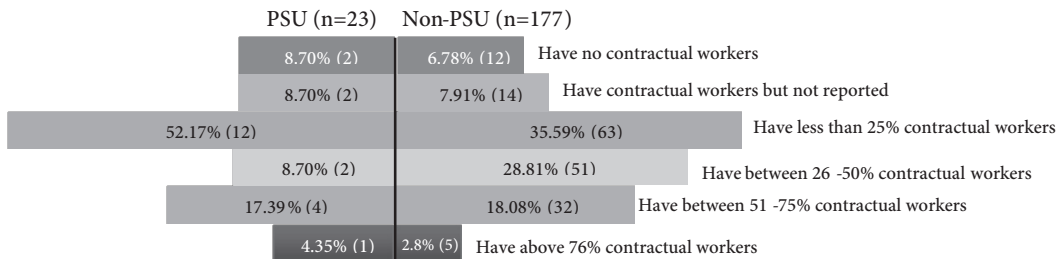 PSU (n=23) Non-PSU (n=177)
8.70% (2) 6.78% (12) Have no contractual workers
8.70% (2) 7.91% (14) Have contractual workers but not reported
52.17% (12) 35.59% (63) Have less than 25% contractual workers
8.70% (2) 28.81% (51) Have between 26 -50% contractual workers
17.39% (4) 18.08% (32) Have between 51 -75% contractual workers
4.35% (1) 2.8% (5) Have above 76% contractual workers